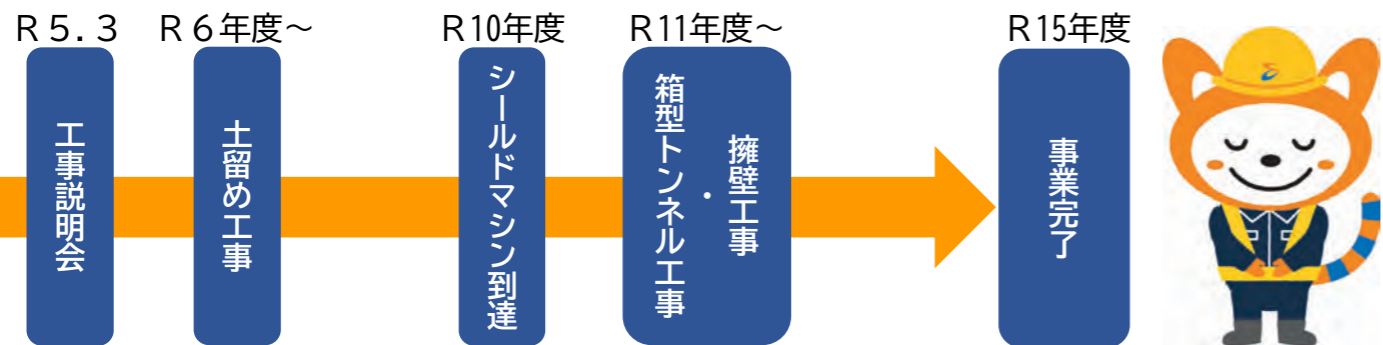 R5.3
工事説明会
R6年度～
土留め工事
R10年度
シールドマシン到達
R11年度～
擁壁工事
・
箱型トンネル工事
R15年度
事業完了